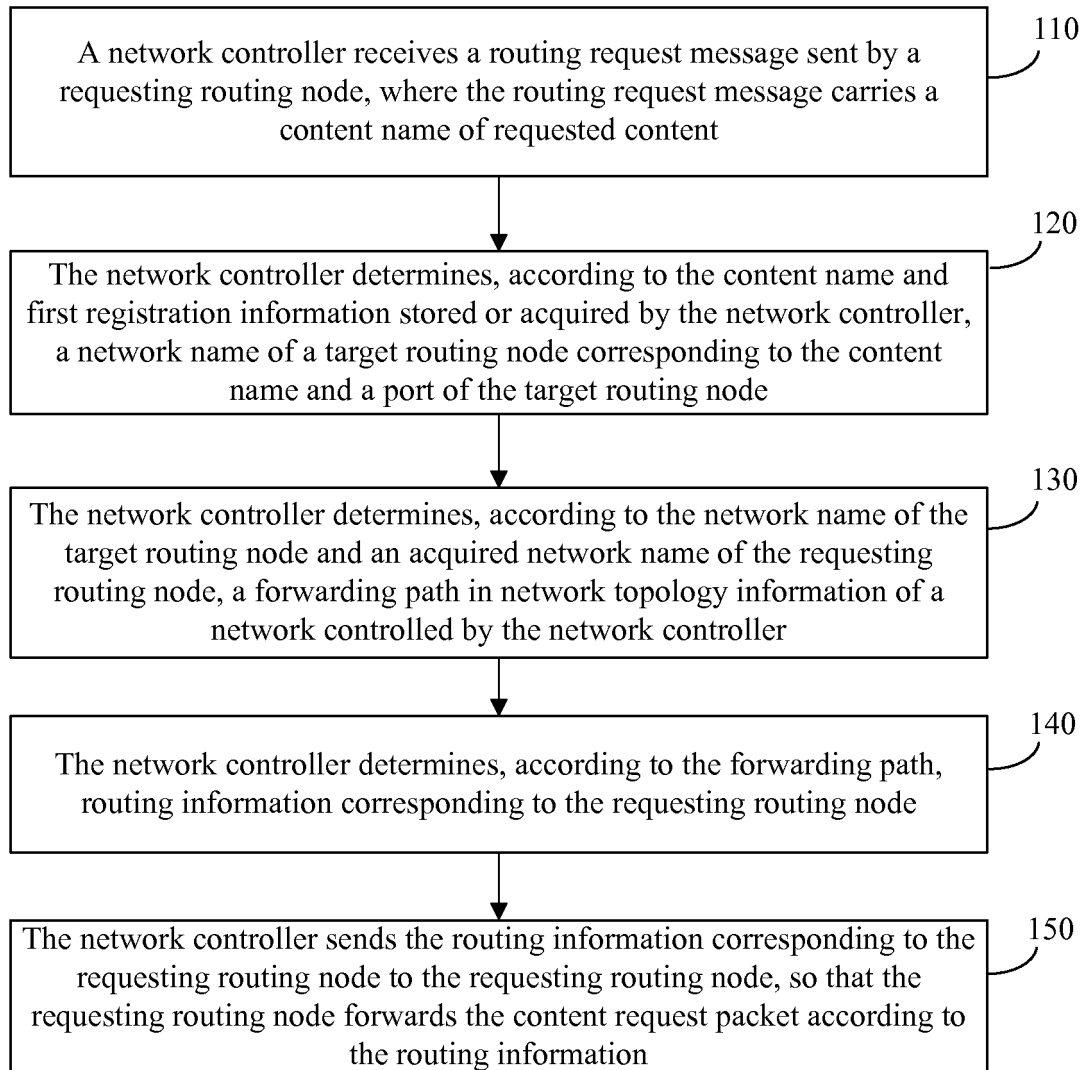 A network controller receives a routing request message sent by a
requesting routing node, where the routing request message carries a
content name of requested content
110
The network controller determines, according to the content name and
first registration information stored or acquired by the network controller,
a network name of a target routing node corresponding to the content
name and a port of the target routing node
120
The network controller determines, according to the network name of the
target routing node and an acquired network name of the requesting
routing node, a forwarding path in network topology information of a
network controlled by the network controller
130
The network controller determines, according to the forwarding path,
routing information corresponding to the requesting routing node
140
The network controller sends the routing information corresponding to the
requesting routing node to the requesting routing node, so that the
requesting routing node forwards the content request packet according to
the routing information
150